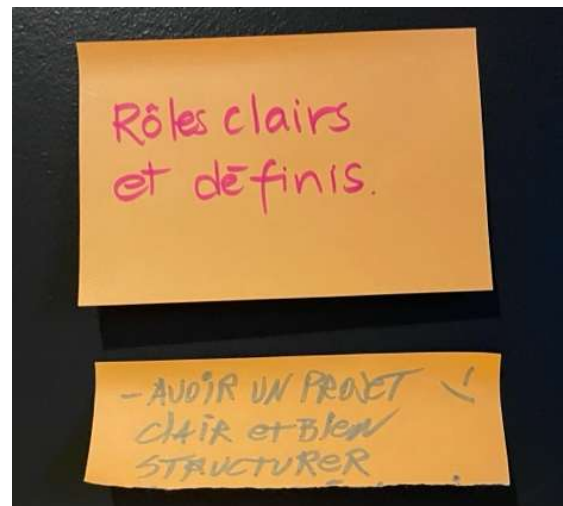 Rôles clairs
et définis.
- AVOIR UN PROJET
CLAIR et BIEN
STRUCTURER